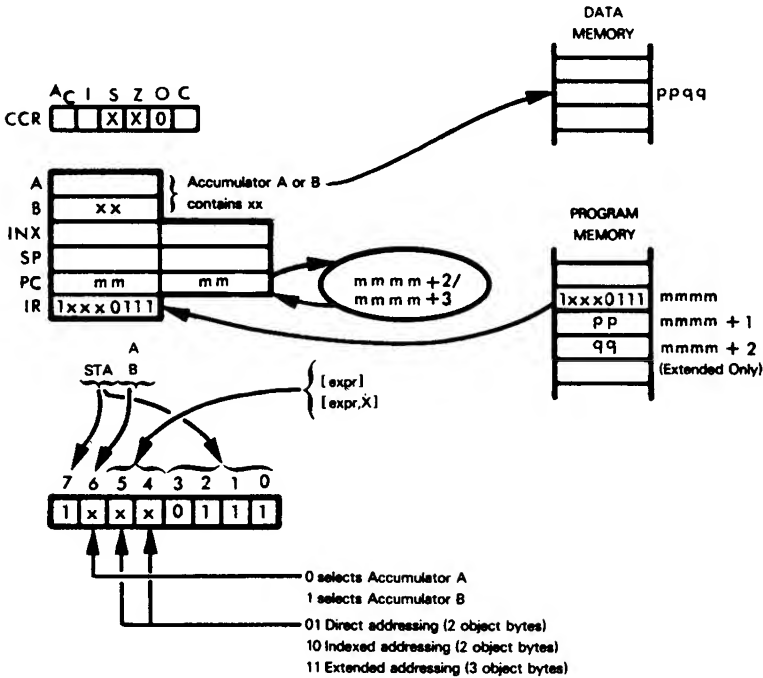 DATA
MEMORY
ppqq
AC I S Z O C
CCR X X 0
A
B xx
INX
SP
PC mm mm
IR 1xxx0111
Accumulator A or B
contains xx
mmmm+2/
mmmm+3
PROGRAM
MEMORY
1xxx0111 mmmm
pp mmmm + 1
qq mmmm + 2
(Extended Only)
A
STA B
[expr]
[expr,X]
7 6 5 4 3 2 1 0
1 x x x 0 1 1 1
0 selects Accumulator A
1 selects Accumulator B
01 Direct addressing (2 object bytes)
10 Indexed addressing (2 object bytes)
11 Extended addressing (3 object bytes)